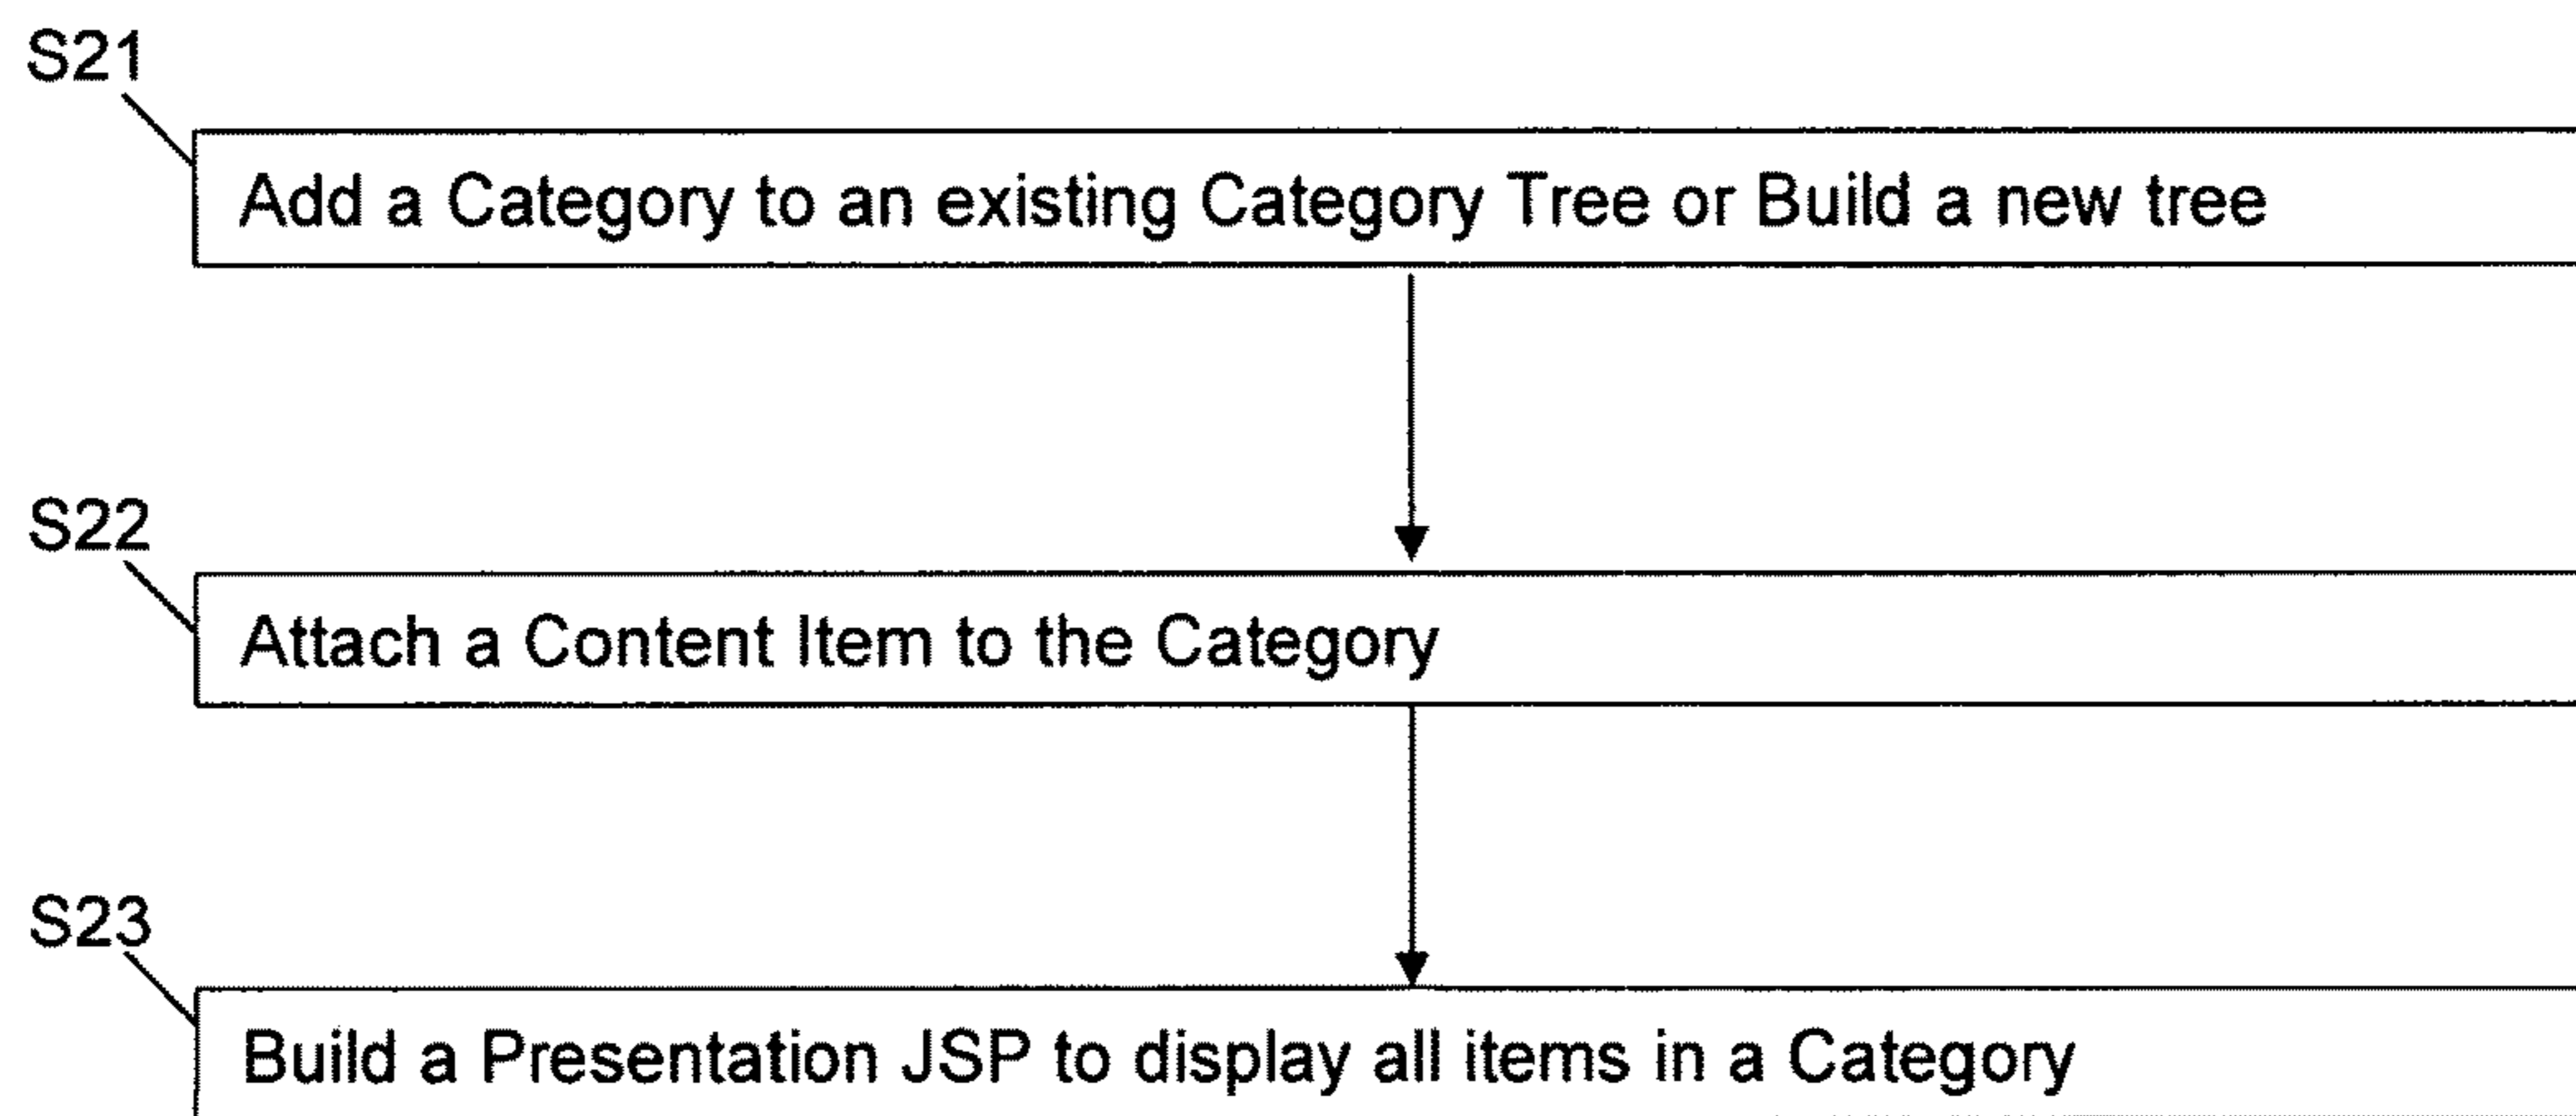 S21
Add a Category to an existing Category Tree or Build a new tree
S22
Attach a Content Item to the Category
S23
Build a Presentation JSP to display all items in a Category